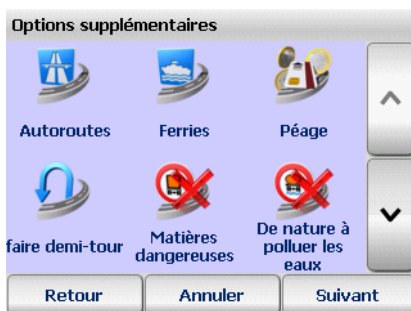 Options supplémentaires
Autoroutes
Ferries
Péage
faire demi-tour
Matières
dangereuses
De nature à
polluer les
eaux
Retour
Annuler
Suivant